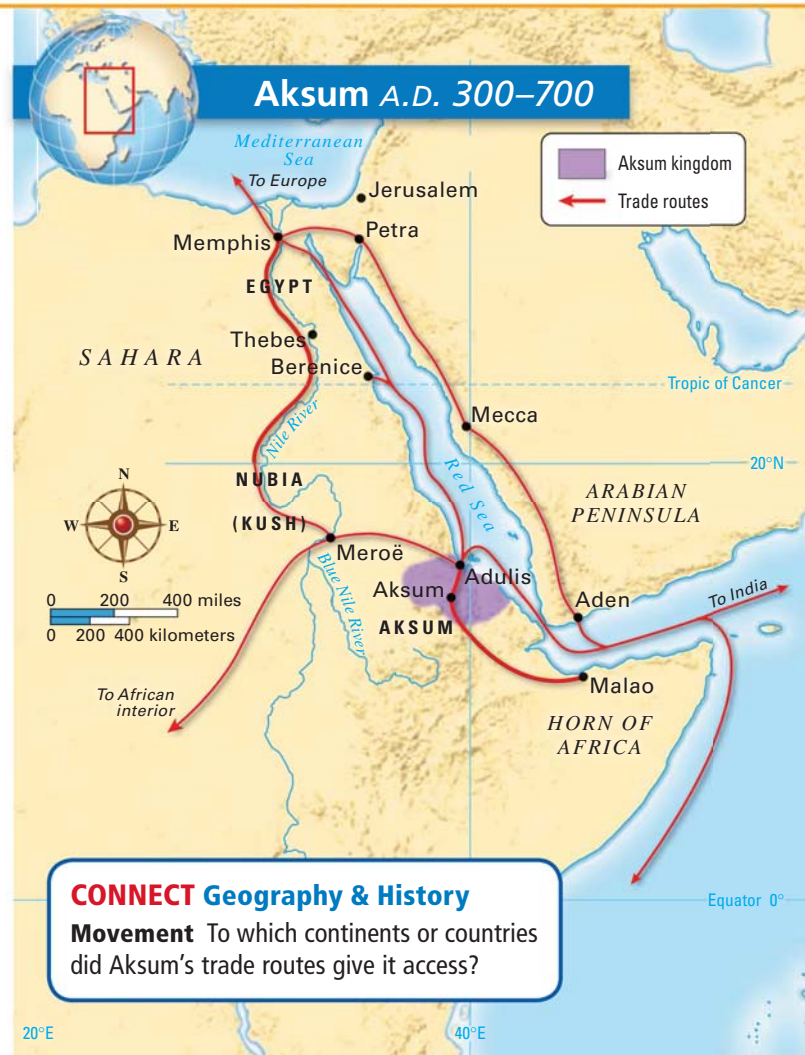 Aksum A.D. 300–700
Mediterranean
Sea
To Europe
Aksum kingdom
Trade routes
Jerusalem
Petra
Memphis
EGYPT
Thebes
SAHARA
Berenice
Tropic of Cancer
Mecca
Nile River
20°N
Red Sea
NUBIA
(KUSH)
ARABIAN
PENINSULA
N
W
E
S
Meroë
Blue Nile River
Adulis
Aksum
AKSUM
Aden
To India
0 200 400 miles
0 200 400 kilometers
Malao
To African
interior
HORN OF
AFRICA
CONNECT Geography & History
Movement To which continents or countries
did Aksum's trade routes give it access?
Equator 0°
20°E
40°E